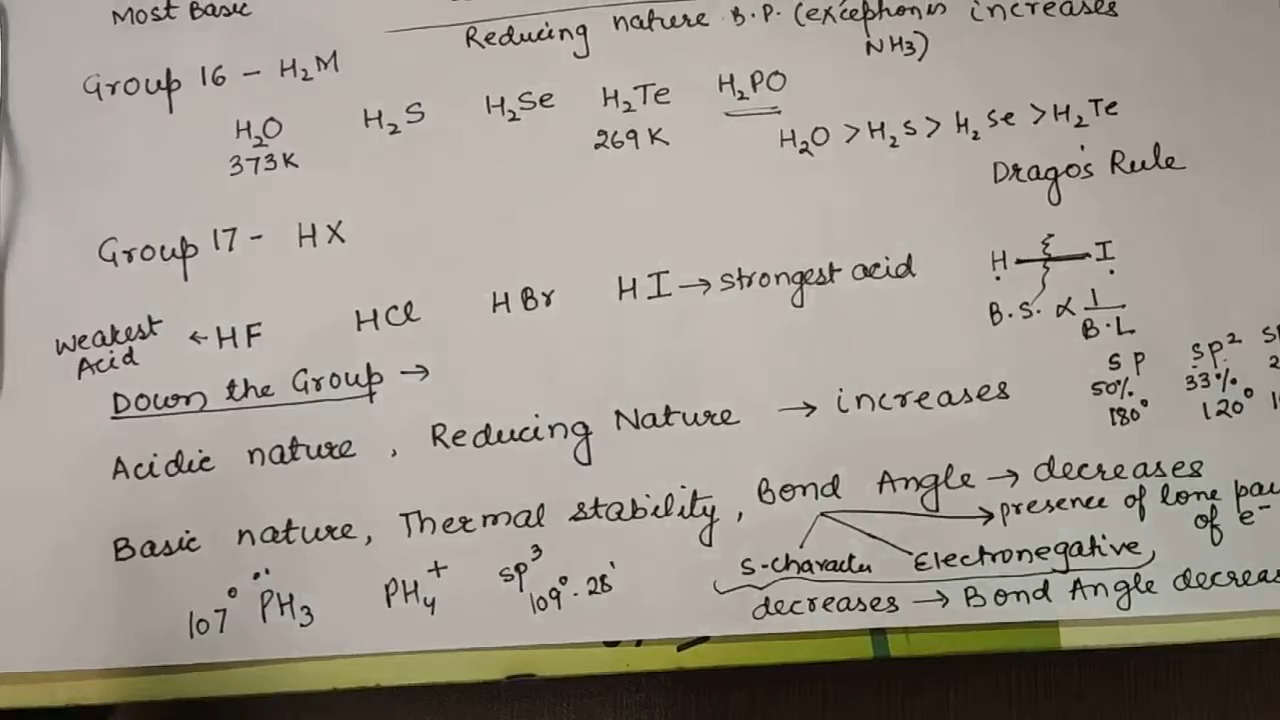 Most Basic
Reducing nature B.P. (exception is increases
NH3)
Group 16 - H2M
H2O H2S H2Se H2Te H2PO
373K 269K
H2O > H2S > H2Se > H2Te
Drago's Rule
Group 17 - HX
Weakest Acid ← HF HCl HBr HI → strongest acid
H — I
B.S. ∝ 1/B.L
Down the Group →
sp sp²
50% 33%
180° 120°
Acidic nature, Reducing Nature → increases
Basic nature, Thermal stability, Bond Angle → decreases
→ presence of lone
of e-
S-character Electronegative,
decreases → Bond Angle
107° PH3 PH4+ sp³ 109°.28'